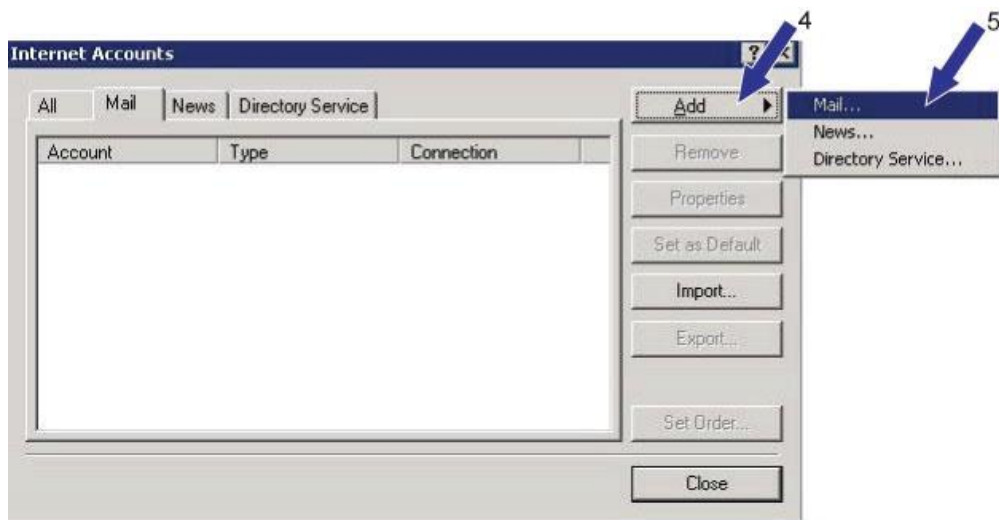 4
5
Internet Accounts
All Mail News Directory Service
Add
Mail...
News...
Directory Service...
Account Type Connection
Remove
Properties
Set as Default
Import...
Export...
Set Order...
Close